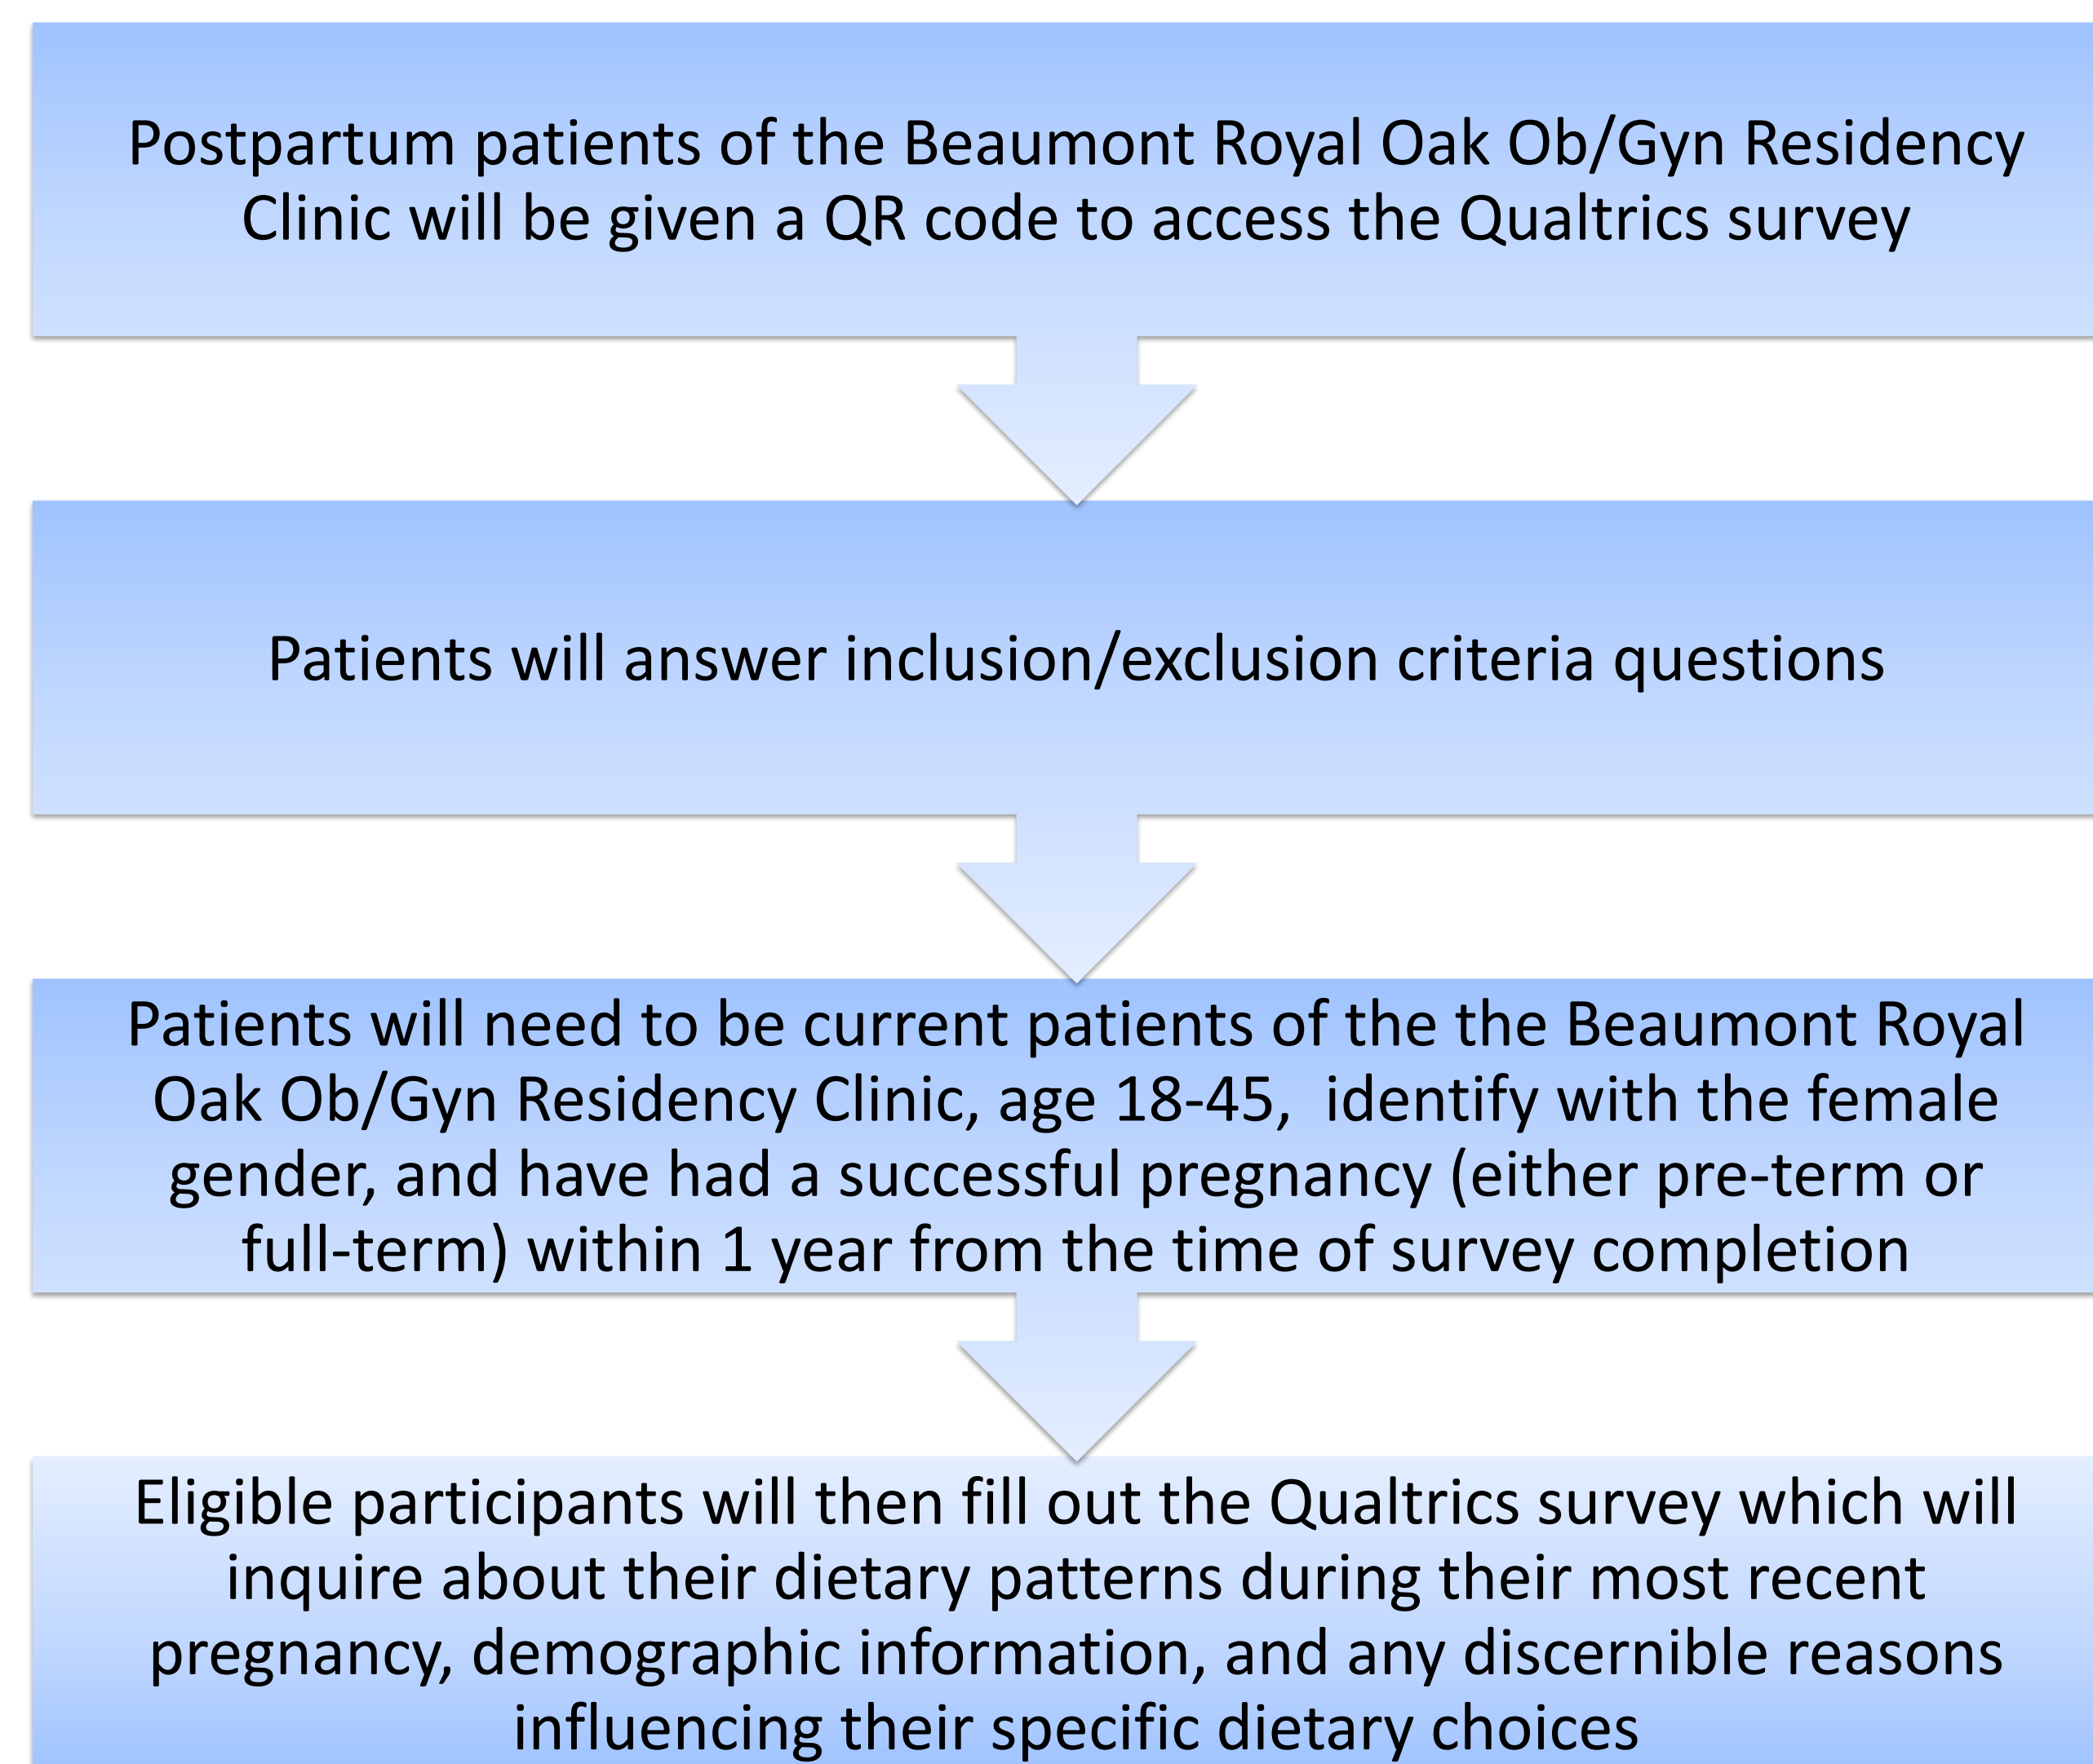 Postpartum patients of the Beaumont Royal Oak Ob/Gyn Residency
Clinic will be given a QR code to access the Qualtrics survey
Patients will answer inclusion/exclusion criteria questions
Patients will need to be current patients of the the Beaumont Royal
Oak Ob/Gyn Residency Clinic, age 18-45,  identify with the female
gender, and have had a successful pregnancy (either pre-term or
full-term) within 1 year from the time of survey completion
Eligible participants will then fill out the Qualtrics survey which will
inquire about their dietary patterns during their most recent
pregnancy, demographic information, and any discernible reasons
influencing their specific dietary choices